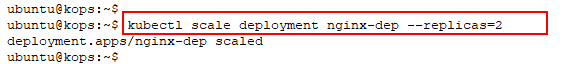 ubuntu@kops:~$
ubuntu@kops:~$ kubectl scale deployment nginx-dep --replicas=2
deployment.apps/nginx-dep scaled
ubuntu@kops:~$